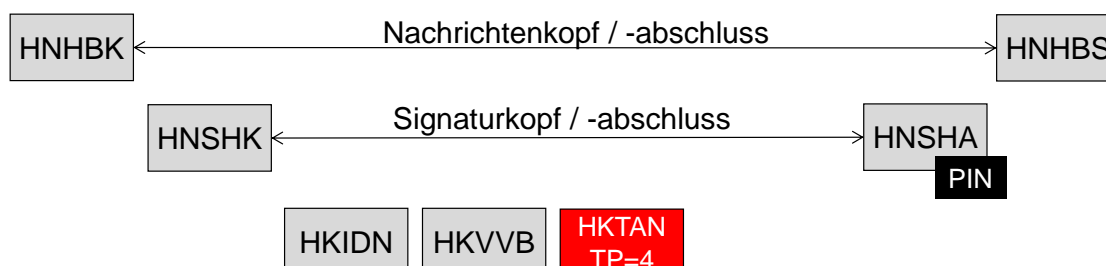 HNHBK Nachrichtenkopf / -abschluss HNHBS
HNSHK Signaturkopf / -abschluss HNSHA
PIN
HKIDN HKVVB HKTAN
TP=4